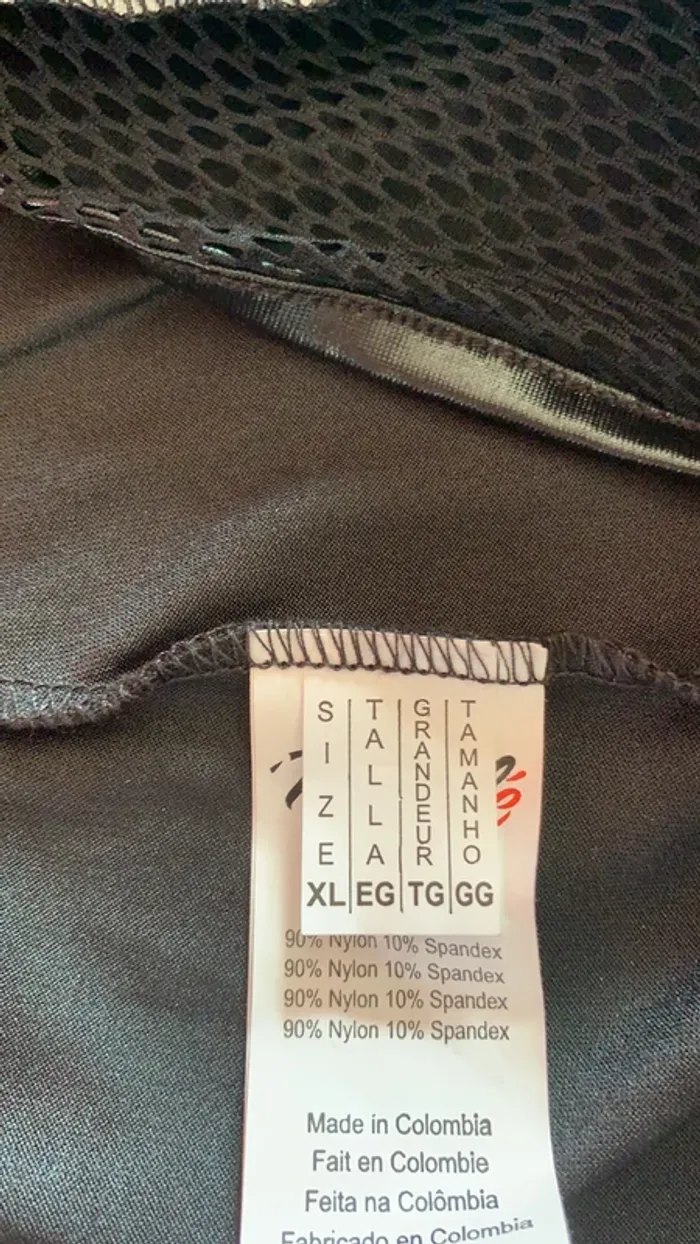 SIZE TALLA GRANDEUR TAMANHO
XL EG TG GG
90% Nylon 10% Spandex
90% Nylon 10% Spandex
90% Nylon 10% Spandex
90% Nylon 10% Spandex
Made in Colombia
Fait en Colombie
Feita na Colômbia
Fabricado en Colombia